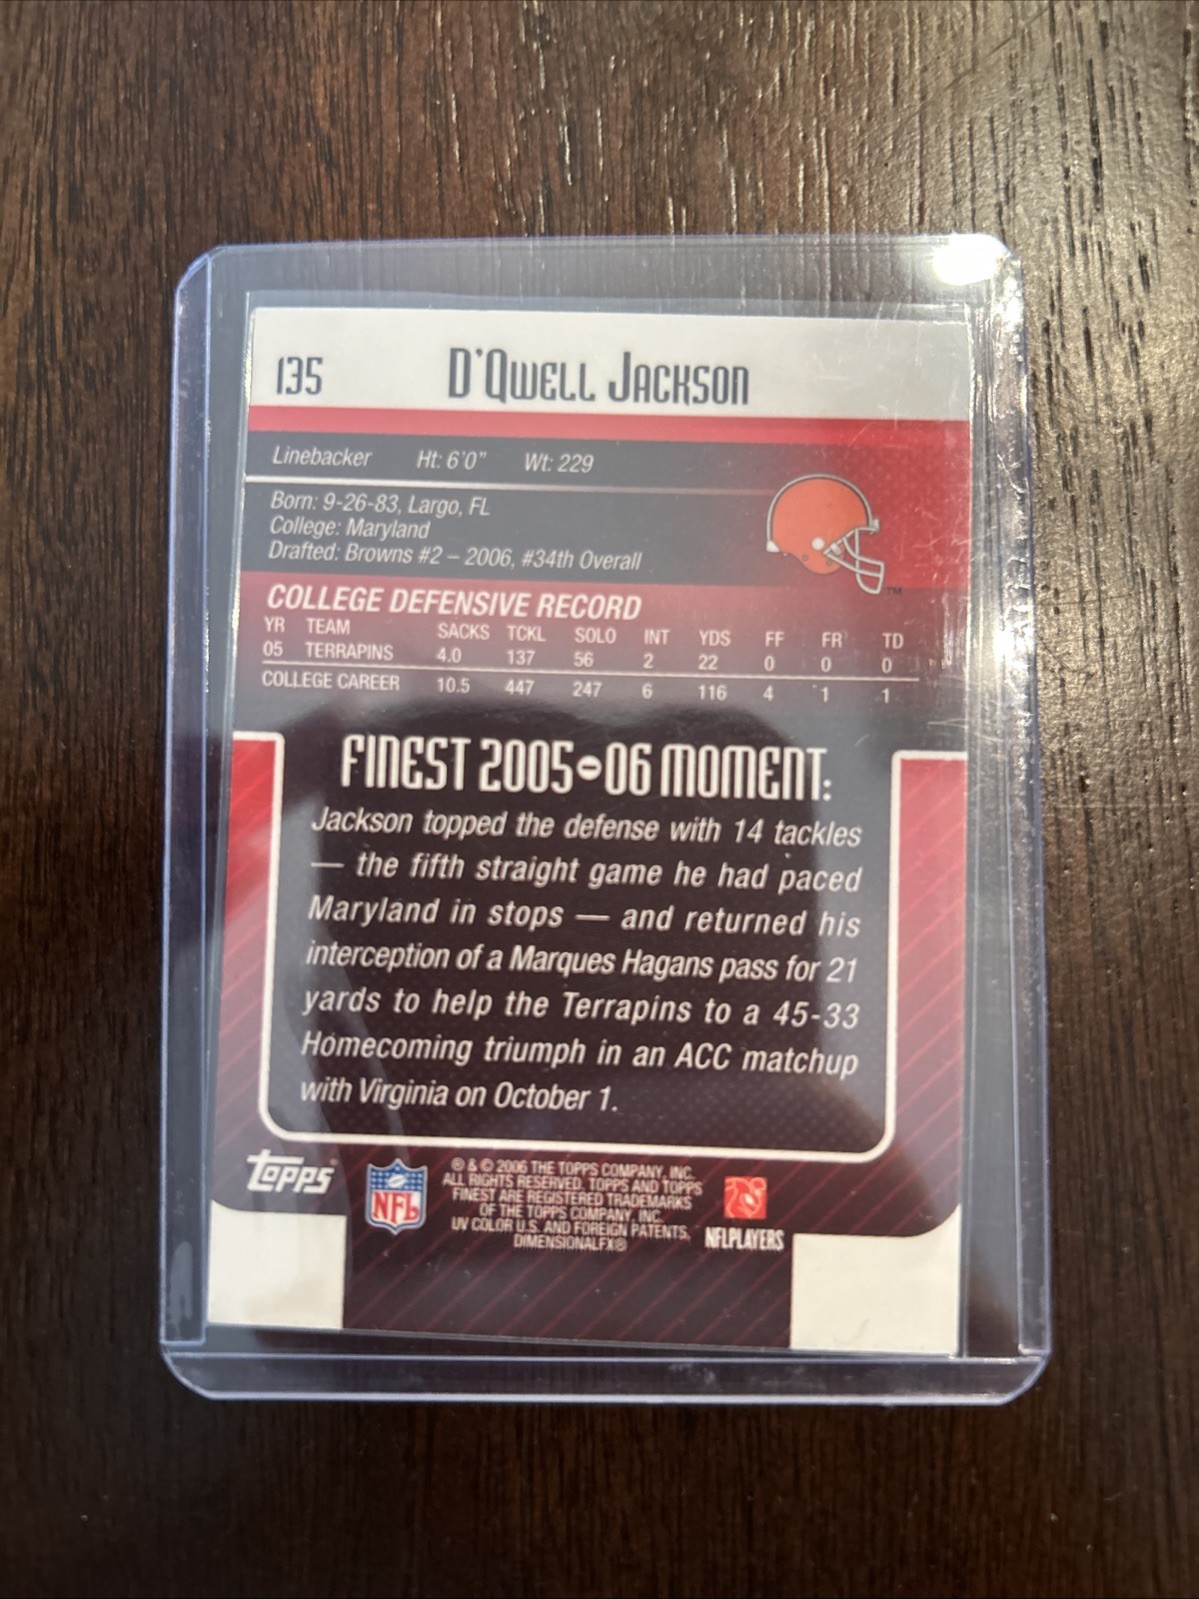 135 D'Qwell Jackson
Linebacker Ht: 6'0" Wt: 229
Born: 9-26-83, Largo, FL
College: Maryland
Drafted: Browns #2 – 2006, #34th Overall
TM
COLLEGE DEFENSIVE RECORD
YR TEAM SACKS TCKL SOLO INT YDS FF FR TD
05 TERRAPINS 4.0 137 56 2 22 0 0 0
COLLEGE CAREER 10.5 447 247 6 116 4 1 1
FINEST 2005-06 MOMENT:
Jackson topped the defense with 14 tackles
— the fifth straight game he had paced
Maryland in stops — and returned his
interception of a Marques Hagans pass for 21
yards to help the Terrapins to a 45-33
Homecoming triumph in an ACC matchup
with Virginia on October 1.
Topps®
NFL
® & © 2006 THE TOPPS COMPANY, INC.
ALL RIGHTS RESERVED. TOPPS AND TOPPS
FINEST ARE REGISTERED TRADEMARKS
OF THE TOPPS COMPANY, INC.
UV COLOR U.S. AND FOREIGN PATENTS,
DIMENSIONALFX®
NFLPLAYERS